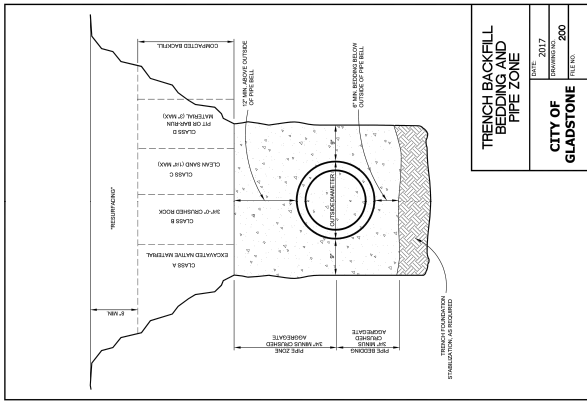 "RESURFACING"
8" MIN.
CLASS A
EXCAVATED NATIVE MATERIAL
CLASS B
3/4"-0" CRUSHED ROCK
CLASS C
CLEAN SAND (1/4" MAX)
CLASS D
PIT OR BAR-RUN
MATERIAL (3" MAX)
COMPACTED BACKFILL
12" MIN. ABOVE OUTSIDE
OF PIPE BELL
6" MIN. BEDDING BELOW
OUTSIDE OF PIPE BELL
OUTSIDE DIAMETER
PIPE ZONE
3/4" MINUS CRUSHED
AGGREGATE
PIPE BEDDING
3/4" MINUS
CRUSHED
AGGREGATE
TRENCH FOUNDATION
STABILIZATION, AS REQUIRED
TRENCH BACKFILL
BEDDING AND
PIPE ZONE
CITY OF
GLADSTONE
DATE: 2017
DRAWING NO. 200
FILE NO.